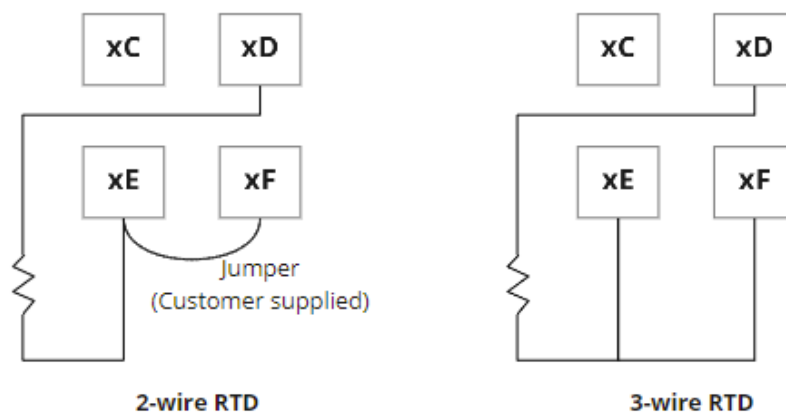 xC xD xC xD
xE xF xE xF
Jumper
(Customer supplied)
2-wire RTD 3-wire RTD